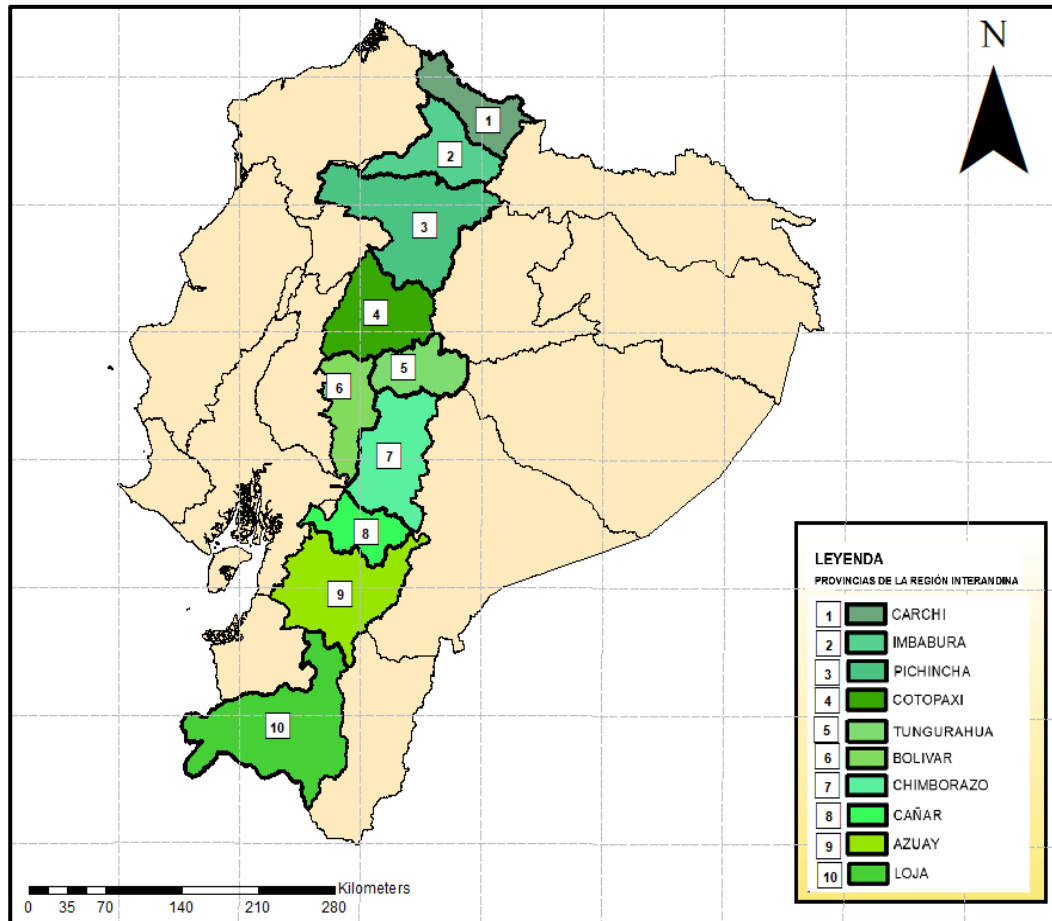 N
1
2
3
4
5
6
7
8
9
10
LEYENDA
PROVINCIAS DE LA REGIÓN INTERANDINA
1 CARCHI
2 IMBABURA
3 PICHINCHA
4 COTOPAXI
5 TUNGURAHUA
6 BOLIVAR
7 CHIMBORAZO
8 CAÑAR
9 AZUAY
10 LOJA
Kilometers
0 35 70 140 210 280